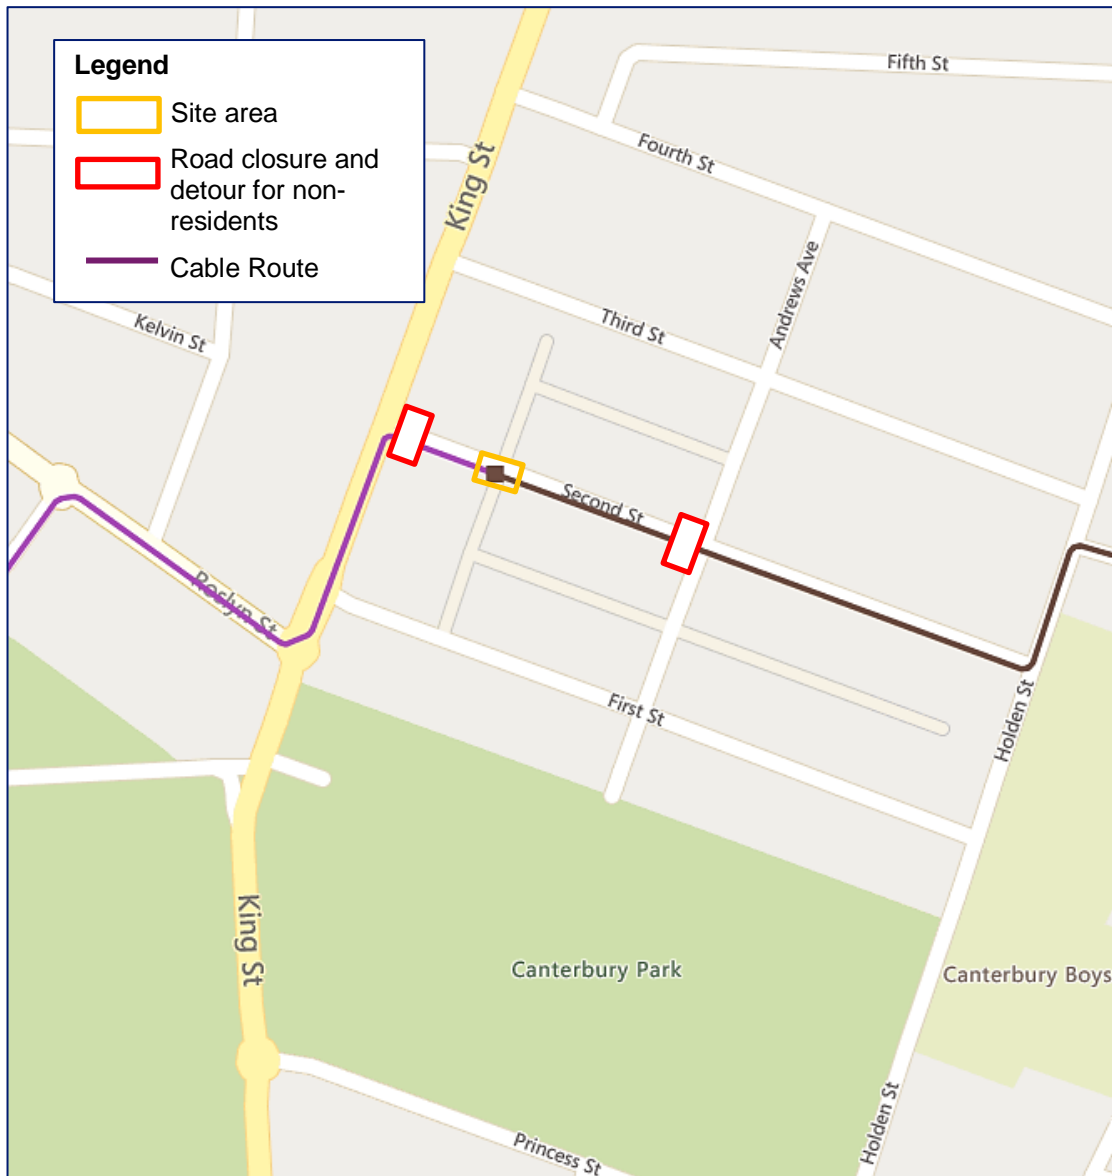 Legend
Site area
Road closure and
detour for non-
residents
Cable Route
Fifth St
Fourth St
King St
Andrews Ave
Third St
Kelvin St
Second St
Roslyn St
First St
Holden St
King St
Canterbury Park
Canterbury Boys
Holden St
Princess St